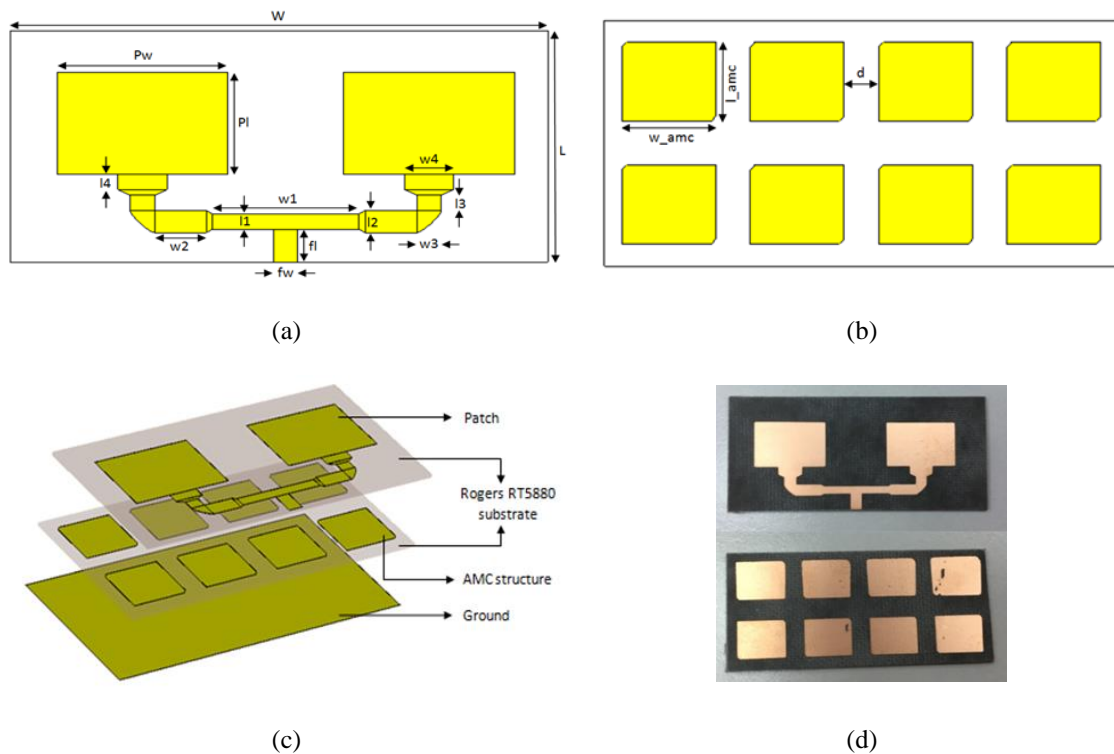 W
Pw
Pl
L
l4
w4
w1
l3
l1
l2
w2
fl
w3
fw
(a)
l_amc
d
w_amc
(b)
Patch
Rogers RT5880
substrate
AMC structure
Ground
(c)
(d)